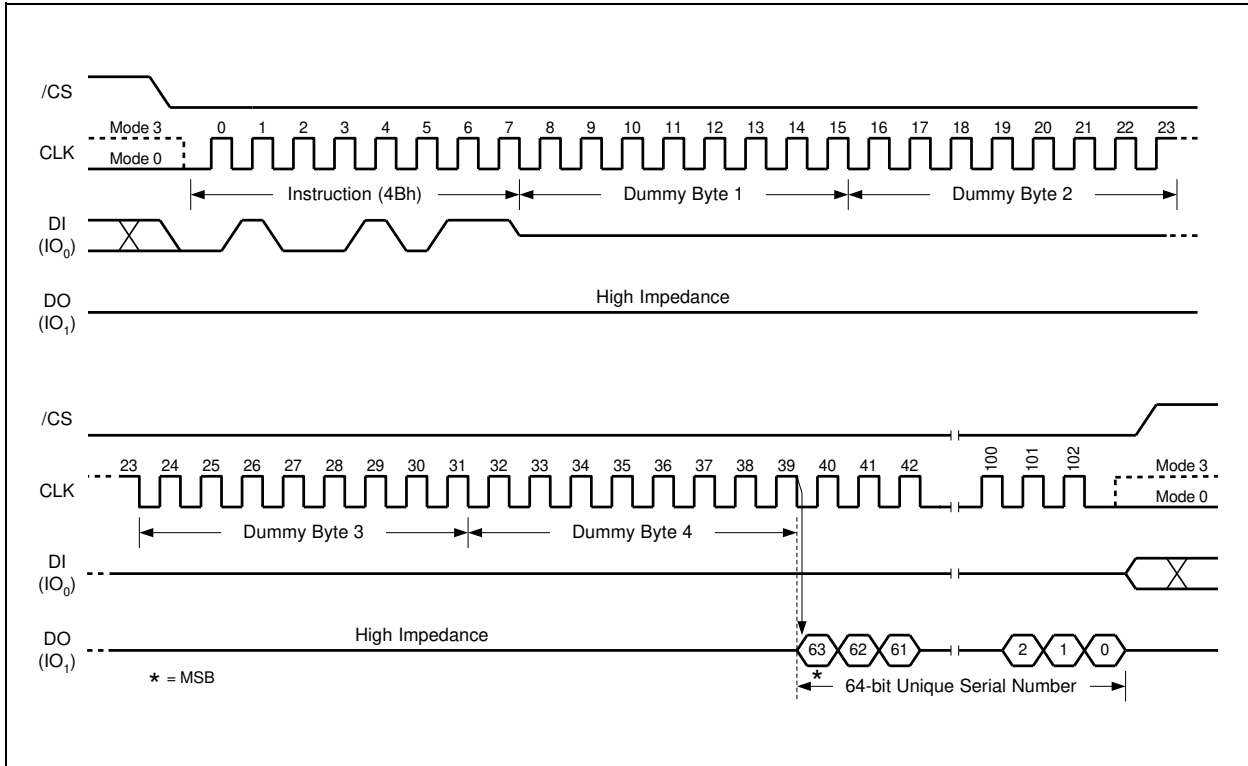 /CS
Mode 3 0 1 2 3 4 5 6 7 8 9 10 11 12 13 14 15 16 17 18 19 20 21 22 23
CLK
Mode 0
Instruction (4Bh) Dummy Byte 1 Dummy Byte 2
DI
(IO0)
High Impedance
DO
(IO1)
/CS
23 24 25 26 27 28 29 30 31 32 33 34 35 36 37 38 39 40 41 42 100 101 102 Mode 3
CLK
Mode 0
Dummy Byte 3 Dummy Byte 4
DI
(IO0)
DO
(IO1)
High Impedance
63 62 61 2 1 0
* = MSB
*
64-bit Unique Serial Number